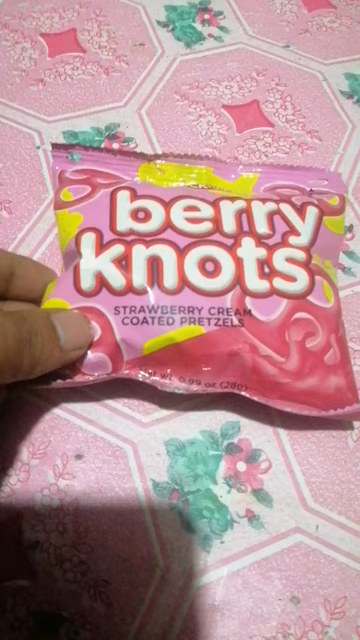 berry
knots
STRAWBERRY CREAM
COATED PRETZELS
Net wt. 0.99 oz. (28g)